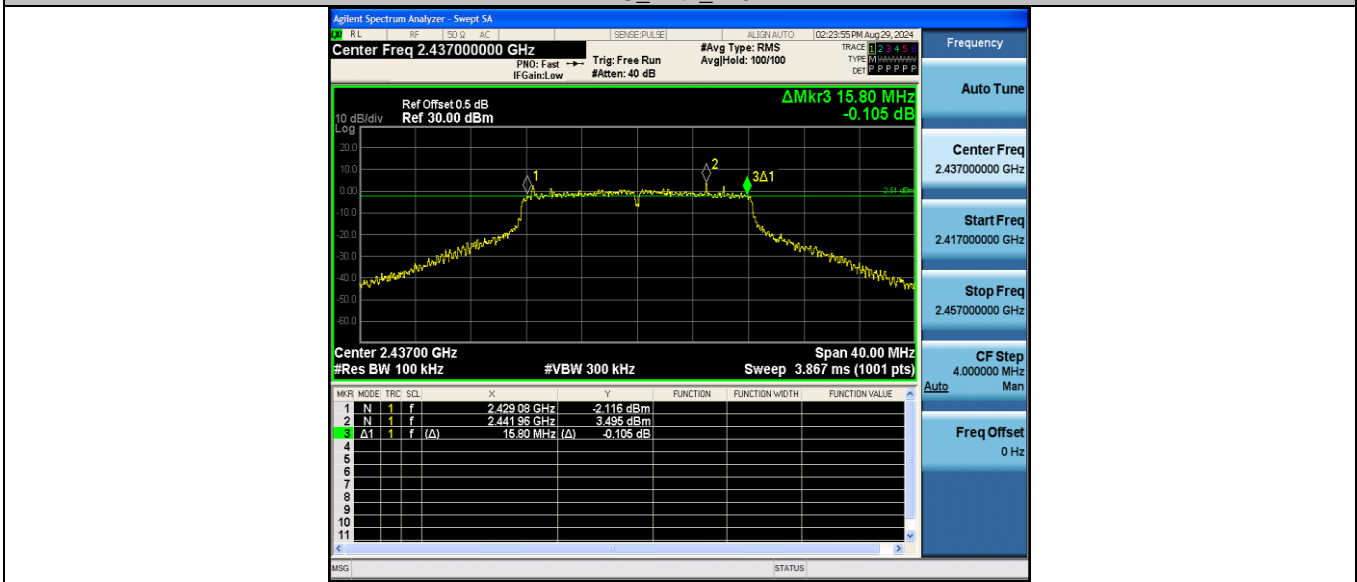 Agilent Spectrum Analyzer - Swept SA
LXI RL RF 50 Ω AC SENSE:PULSE ALIGN AUTO 02:23:55 PM Aug 29, 2024
Center Freq 2.437000000 GHz
PNO: Fast
IFGain:Low
Trig: Free Run
#Atten: 40 dB
#Avg Type: RMS
Avg|Hold: 100/100
TRACE 1 2 3 4 5 6
TYPE M
DET P P P P P P
ΔMkr3 15.80 MHz
-0.105 dB
10 dB/div
Log
Ref Offset 0.5 dB
Ref 30.00 dBm
20.0
10.0
0.00
-10.0
-20.0
-30.0
-40.0
-50.0
-60.0
1
2
3Δ1
Center 2.43700 GHz Span 40.00 MHz
#Res BW 100 kHz #VBW 300 kHz Sweep 3.867 ms (1001 pts)
MKR MODE TRC SCL X Y FUNCTION FUNCTION WIDTH FUNCTION VALUE
1 N 1 f 2.429 08 GHz -2.116 dBm
2 N 1 f 2.441 96 GHz 3.495 dBm
3 Δ1 1 f (Δ) 15.80 MHz (Δ) -0.105 dB
4
5
6
7
8
9
10
11
MSG STATUS
Frequency
Auto Tune
Center Freq
2.437000000 GHz
Start Freq
2.417000000 GHz
Stop Freq
2.457000000 GHz
CF Step
4.000000 MHz
Auto Man
Freq Offset
0 Hz